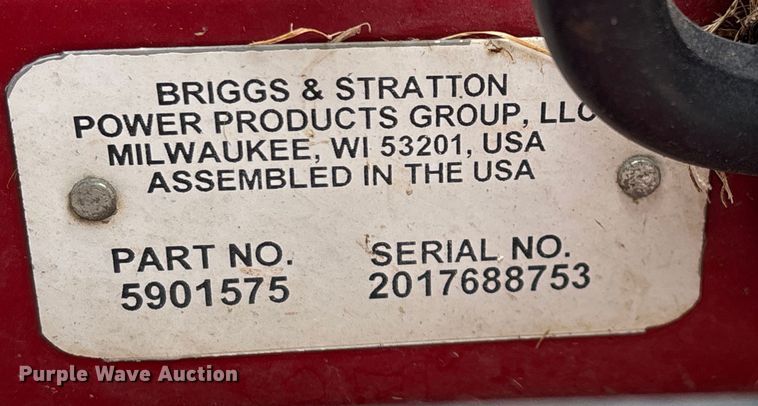 BRIGGS & STRATTON
POWER PRODUCTS GROUP, LLC
MILWAUKEE, WI 53201, USA
ASSEMBLED IN THE USA
PART NO.
5901575
SERIAL NO.
2017688753
Purple Wave Auction